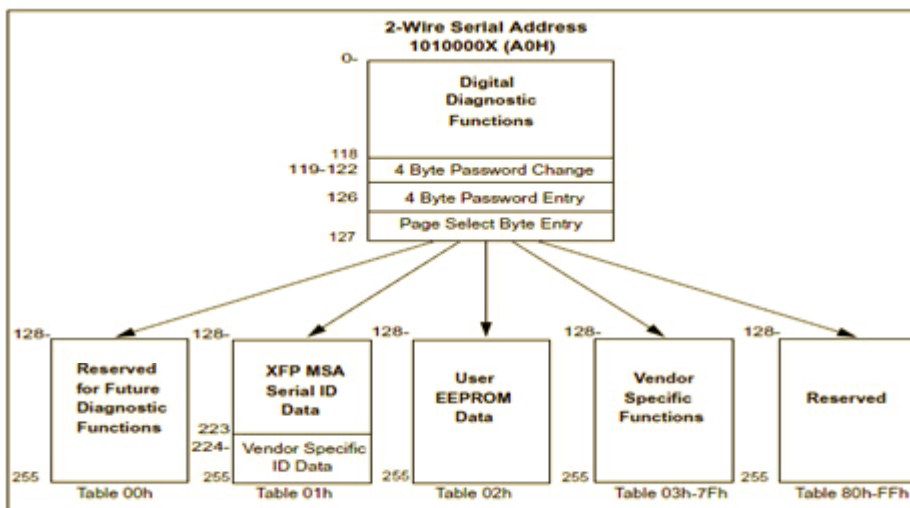 2-Wire Serial Address
1010000X (A0H)
0-
Digital
Diagnostic
Functions
118
119-122
4 Byte Password Change
126
4 Byte Password Entry
Page Select Byte Entry
127
128-
Reserved
for Future
Diagnostic
Functions
255
Table 00h
128-
XFP MSA
Serial ID
Data
223
224-
Vendor Specific
ID Data
255
Table 01h
128-
User
EEPROM
Data
255
Table 02h
128-
Vendor
Specific
Functions
255
Table 03h-7Fh
128-
Reserved
255
Table 80h-FFh